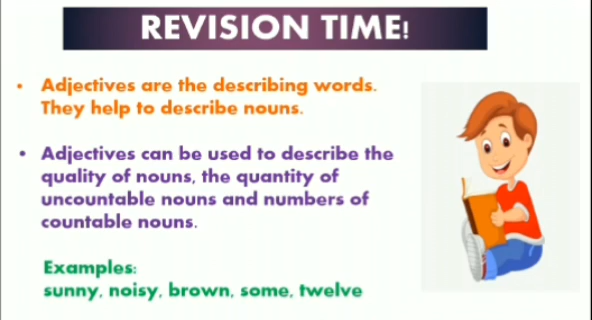 REVISION TIME!
• Adjectives are the describing words.
They help to describe nouns.
• Adjectives can be used to describe the
quality of nouns, the quantity of
uncountable nouns and numbers of
countable nouns.
Examples:
sunny, noisy, brown, some, twelve